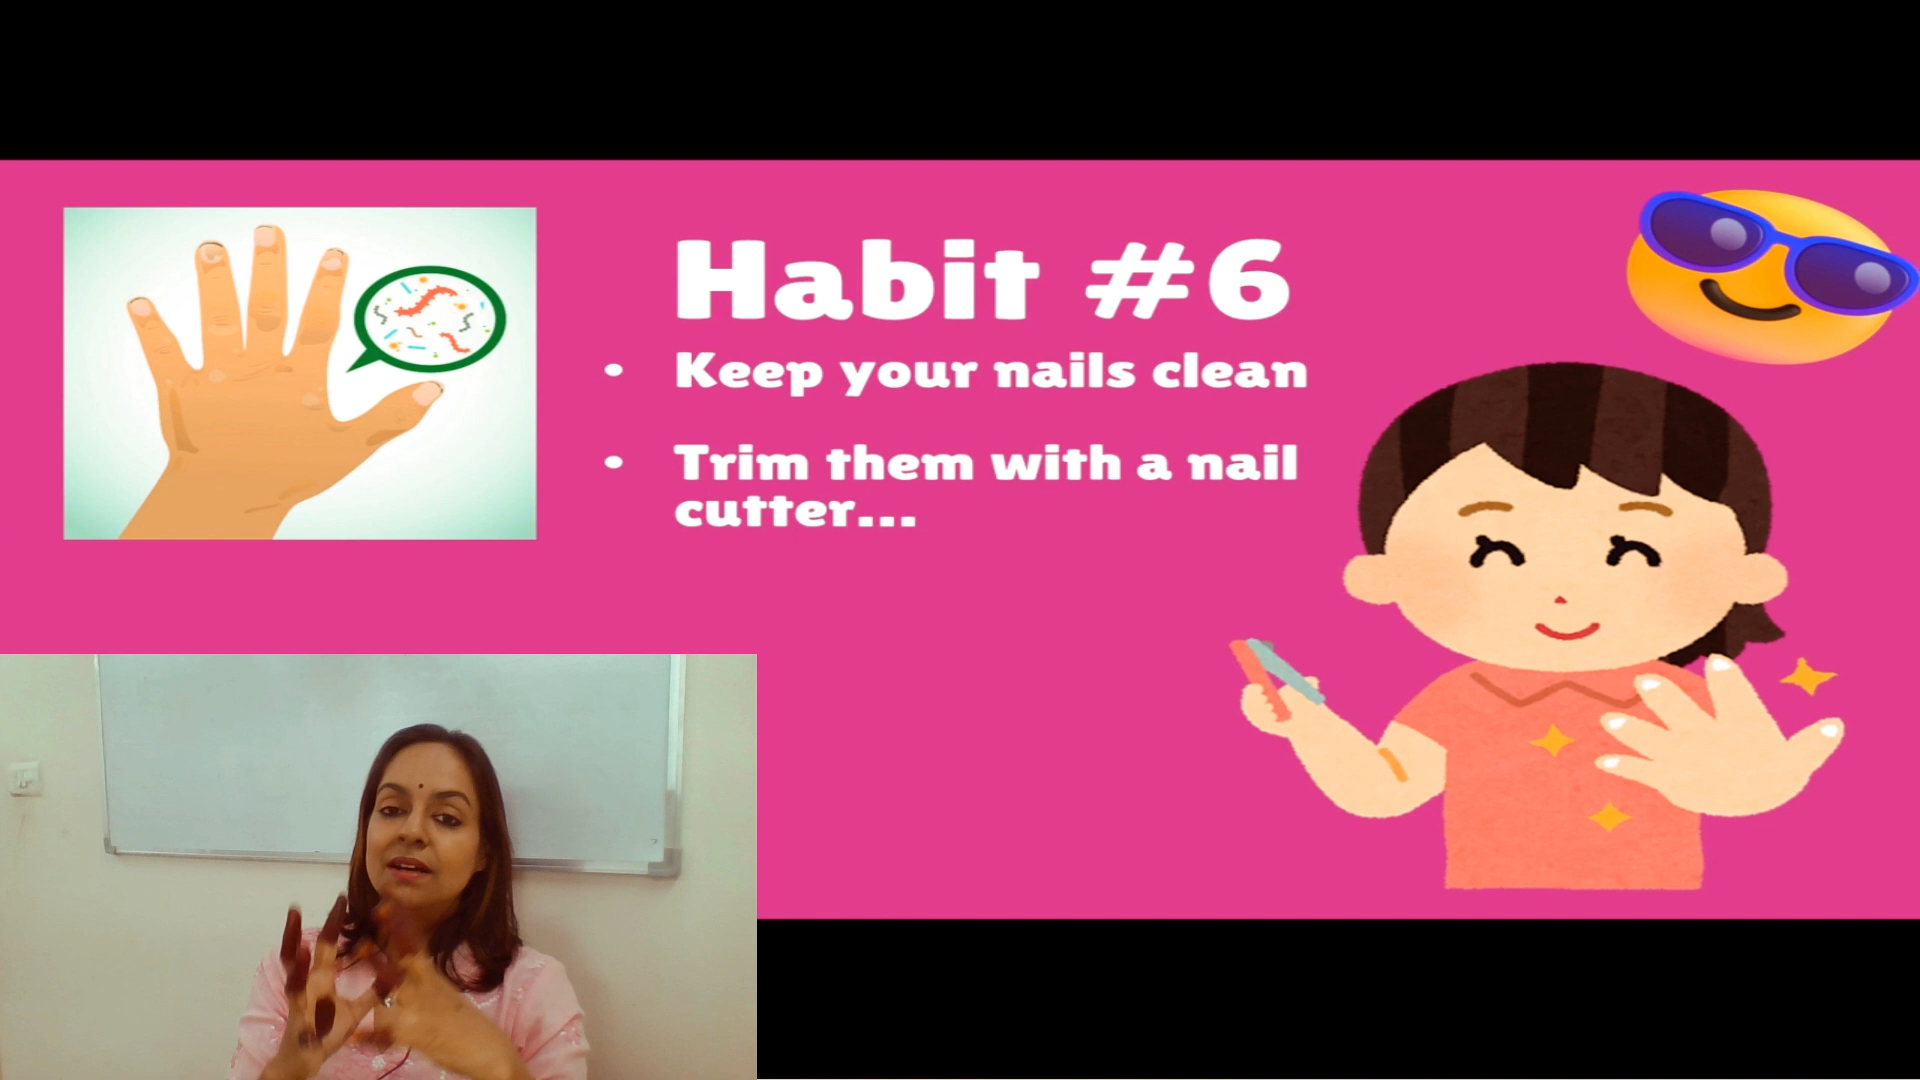 Habit #6
• Keep your nails clean
• Trim them with a nail
cutter...